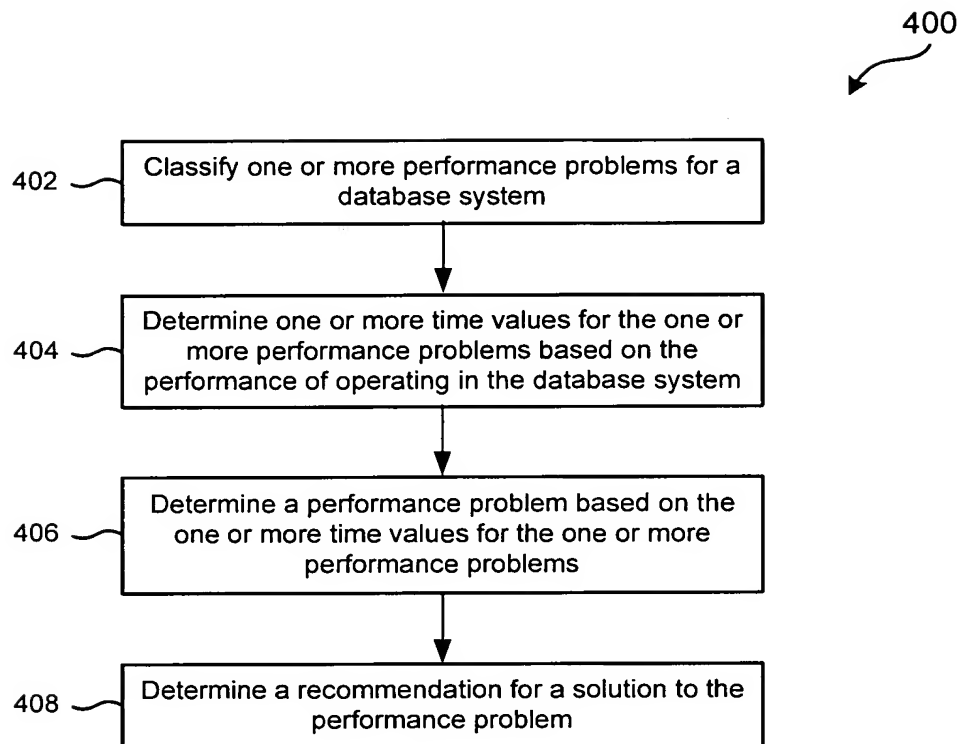 400
402
Classify one or more performance problems for a
database system
404
Determine one or more time values for the one or
more performance problems based on the
performance of operating in the database system
406
Determine a performance problem based on the
one or more time values for the one or more
performance problems
408
Determine a recommendation for a solution to the
performance problem